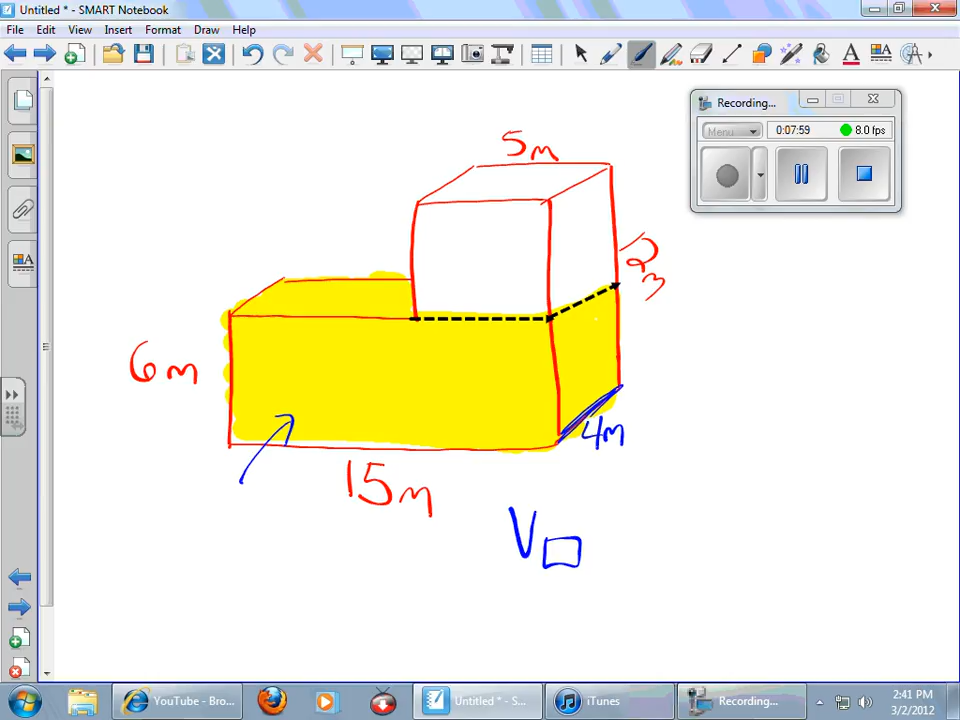 Untitled * - SMART Notebook
File Edit View Insert Format Draw Help
Recording...
Menu
0:07:59
8.0 fps
5m
2m
6m
4m
15m
V
YouTube - Bro...
Untitled * - S...
iTunes
Recording...
2:41 PM
3/2/2012